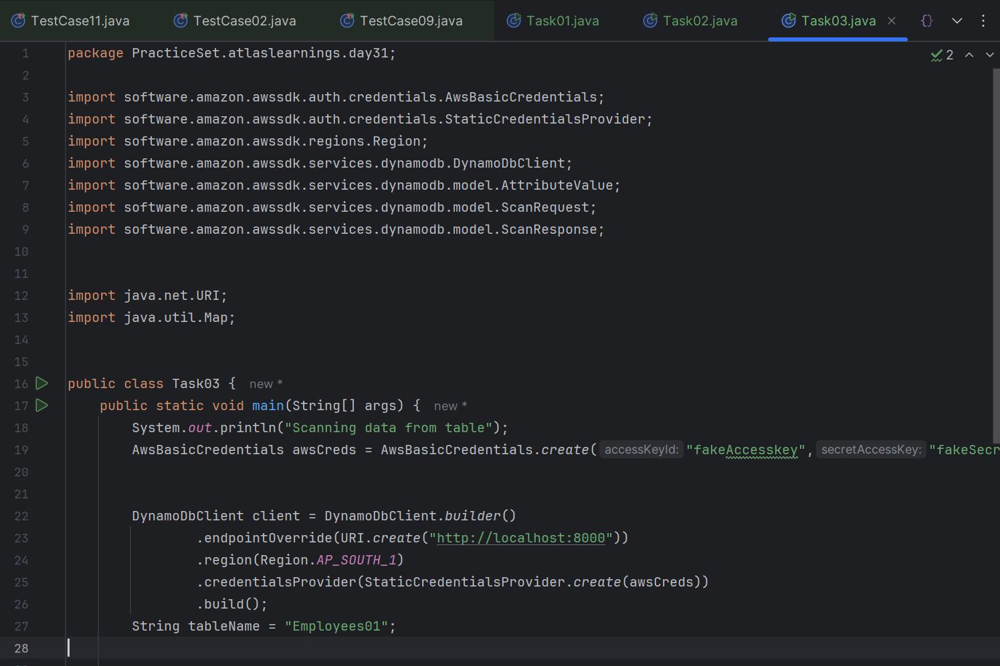 TestCase11.java TestCase02.java TestCase09.java Task01.java Task02.java Task03.java
2
1 package PracticeSet.atlaslearnings.day31;
2
3 import software.amazon.awssdk.auth.credentials.AwsBasicCredentials;
4 import software.amazon.awssdk.auth.credentials.StaticCredentialsProvider;
5 import software.amazon.awssdk.regions.Region;
6 import software.amazon.awssdk.services.dynamodb.DynamoDbClient;
7 import software.amazon.awssdk.services.dynamodb.model.AttributeValue;
8 import software.amazon.awssdk.services.dynamodb.model.ScanRequest;
9 import software.amazon.awssdk.services.dynamodb.model.ScanResponse;
10
11
12 import java.net.URI;
13 import java.util.Map;
14
15
16 public class Task03 { new *
17 public static void main(String[] args) { new *
18 System.out.println("Scanning data from table");
19 AwsBasicCredentials awsCreds = AwsBasicCredentials.create( accessKeyId: "fakeAccesskey", secretAccessKey: "fakeSecr
20
21
22 DynamoDbClient client = DynamoDbClient.builder()
23 .endpointOverride(URI.create("http://localhost:8000"))
24 .region(Region.AP_SOUTH_1)
25 .credentialsProvider(StaticCredentialsProvider.create(awsCreds))
26 .build();
27 String tableName = "Employees01";
28